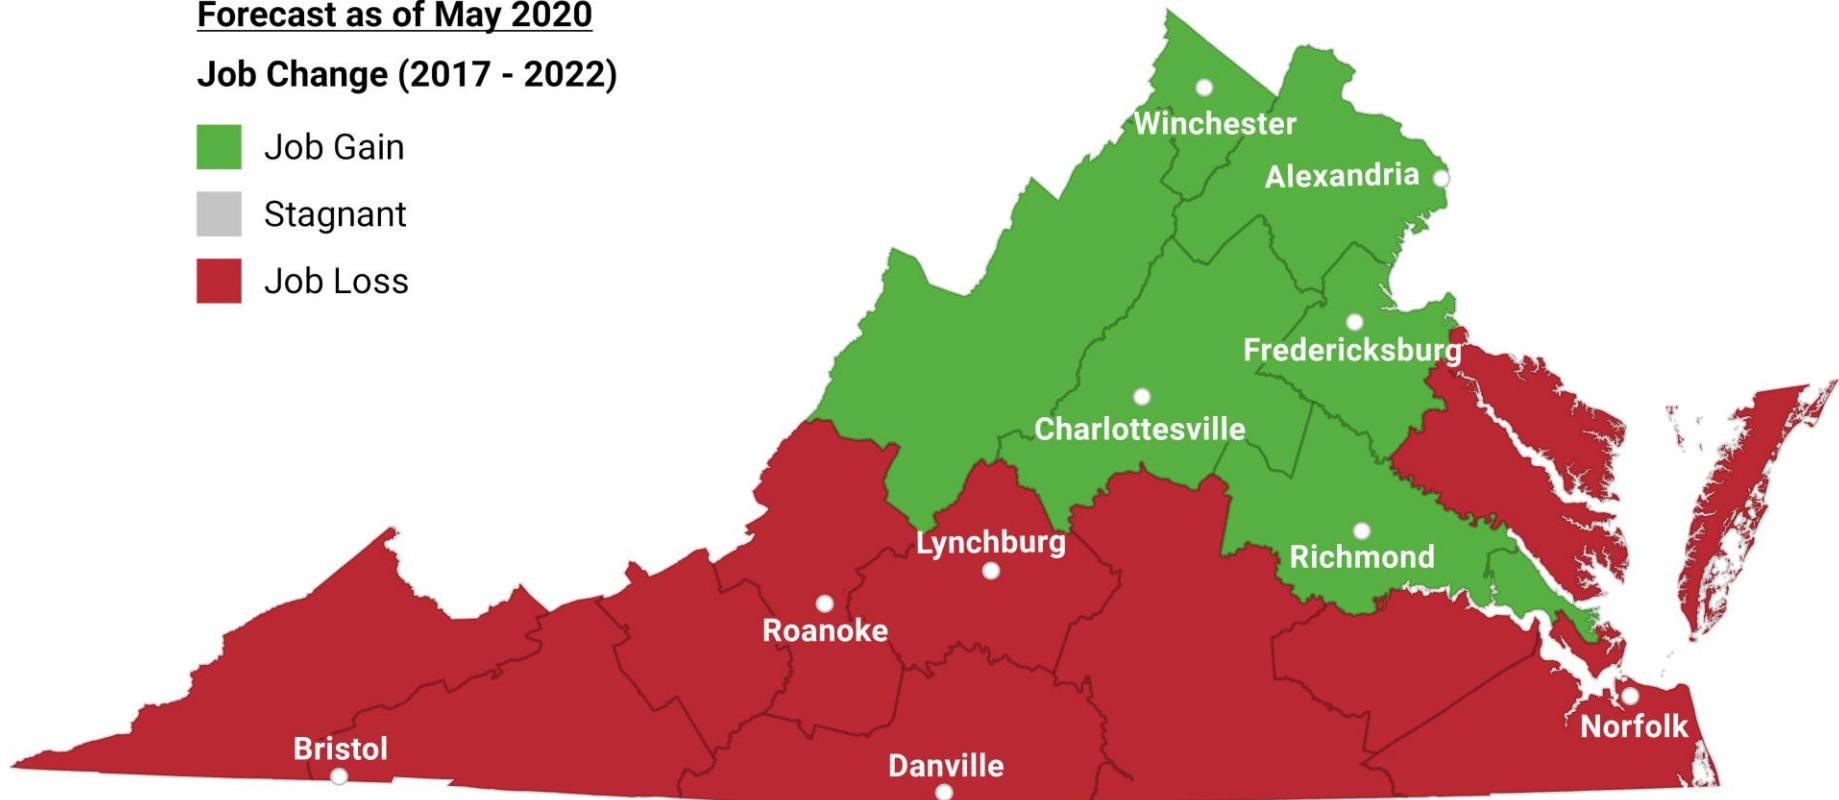 Forecast as of May 2020
Job Change (2017 - 2022)
Job Gain
Stagnant
Job Loss
Winchester
Alexandria
Fredericksburg
Charlottesville
Lynchburg
Richmond
Roanoke
Norfolk
Bristol
Danville